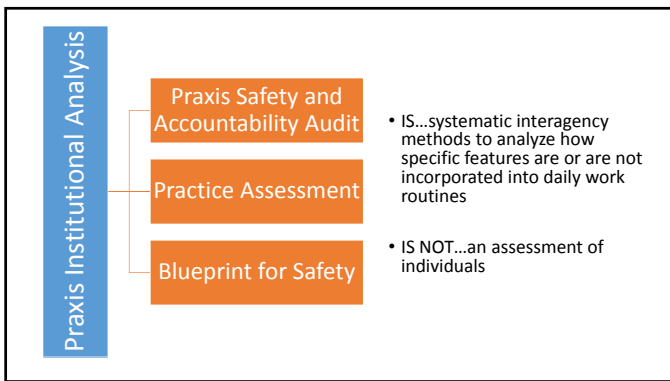 Praxis Institutional Analysis
Praxis Safety and
Accountability Audit
Practice Assessment
Blueprint for Safety
• IS…systematic interagency
methods to analyze how
specific features are or are not
incorporated into daily work
routines
• IS NOT…an assessment of
individuals